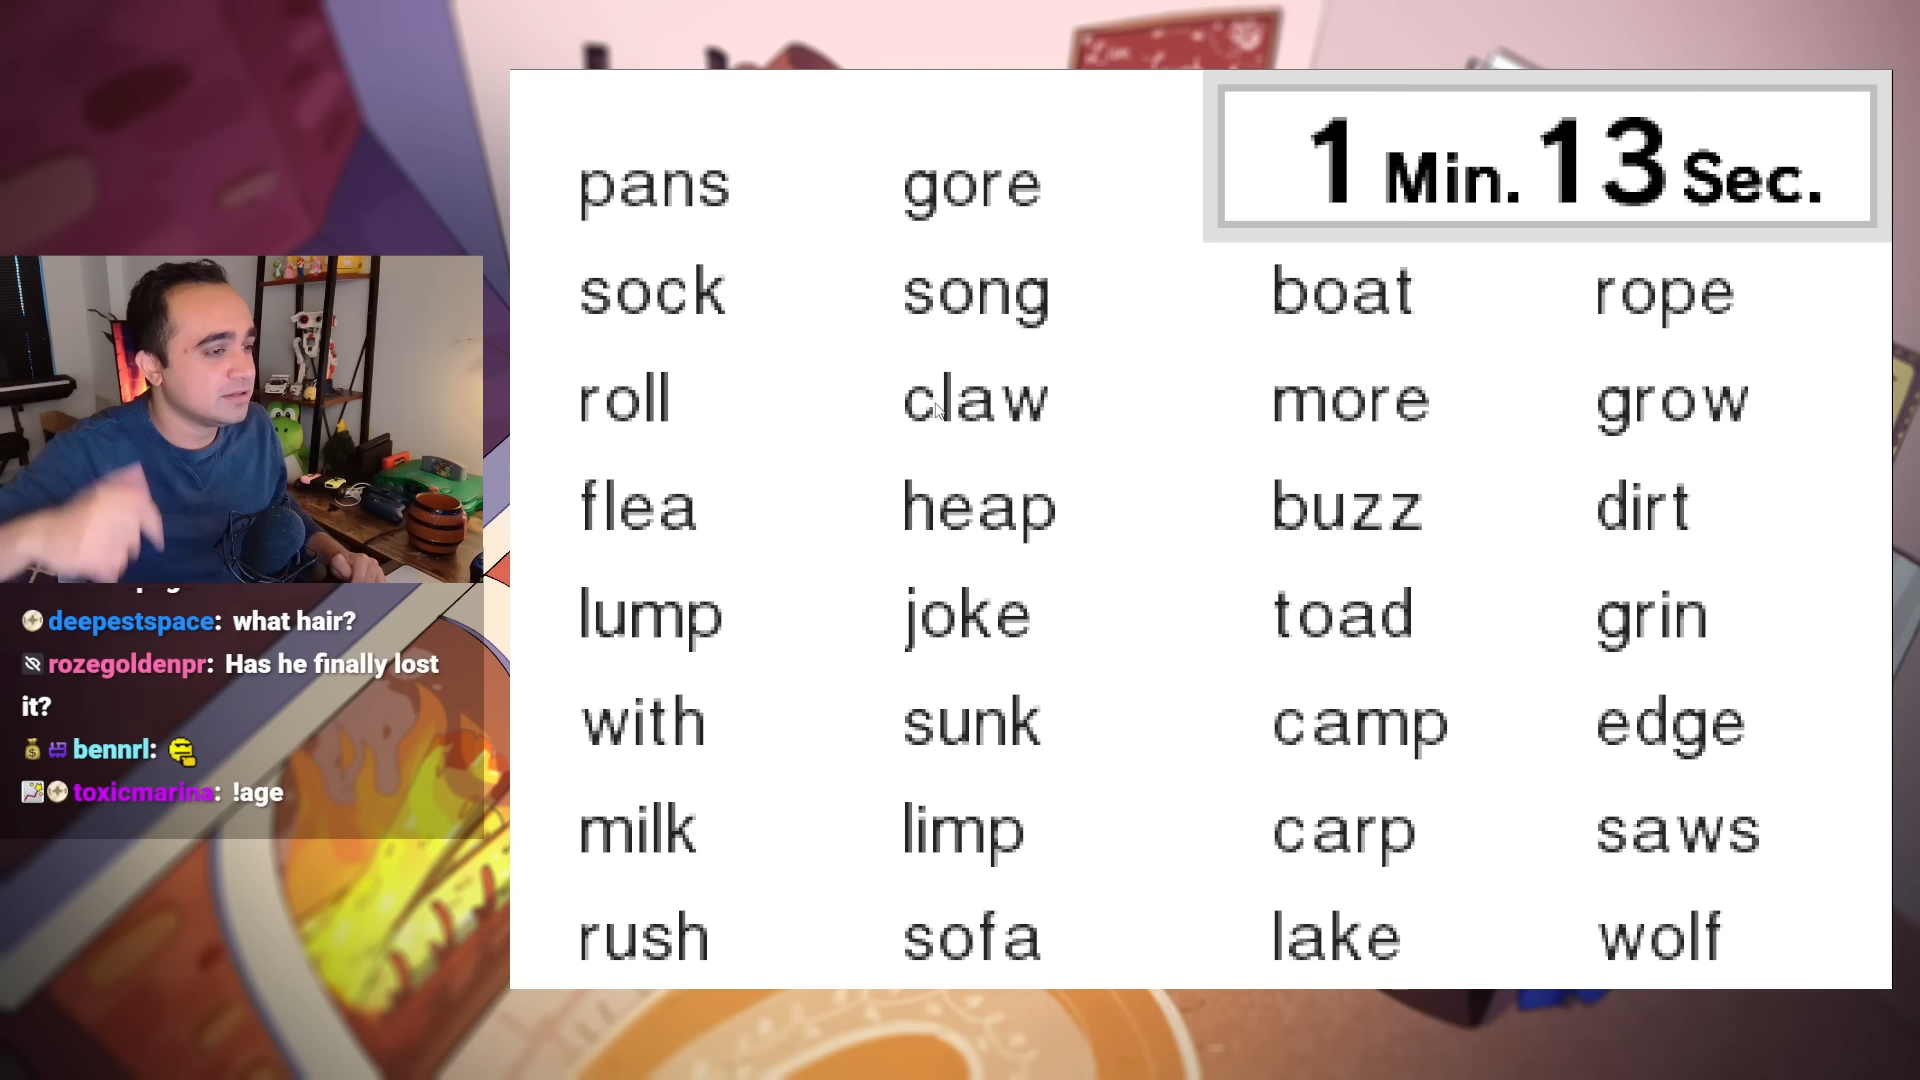 1 Min. 13 Sec.
pans gore
sock song boat rope
roll claw more grow
flea heap buzz dirt
lump joke toad grin
with sunk camp edge
milk limp carp saws
rush sofa lake wolf
deepestspace: what hair?
rozegoldenpr: Has he finally lost
it?
bennrl:
toxicmarina: !age